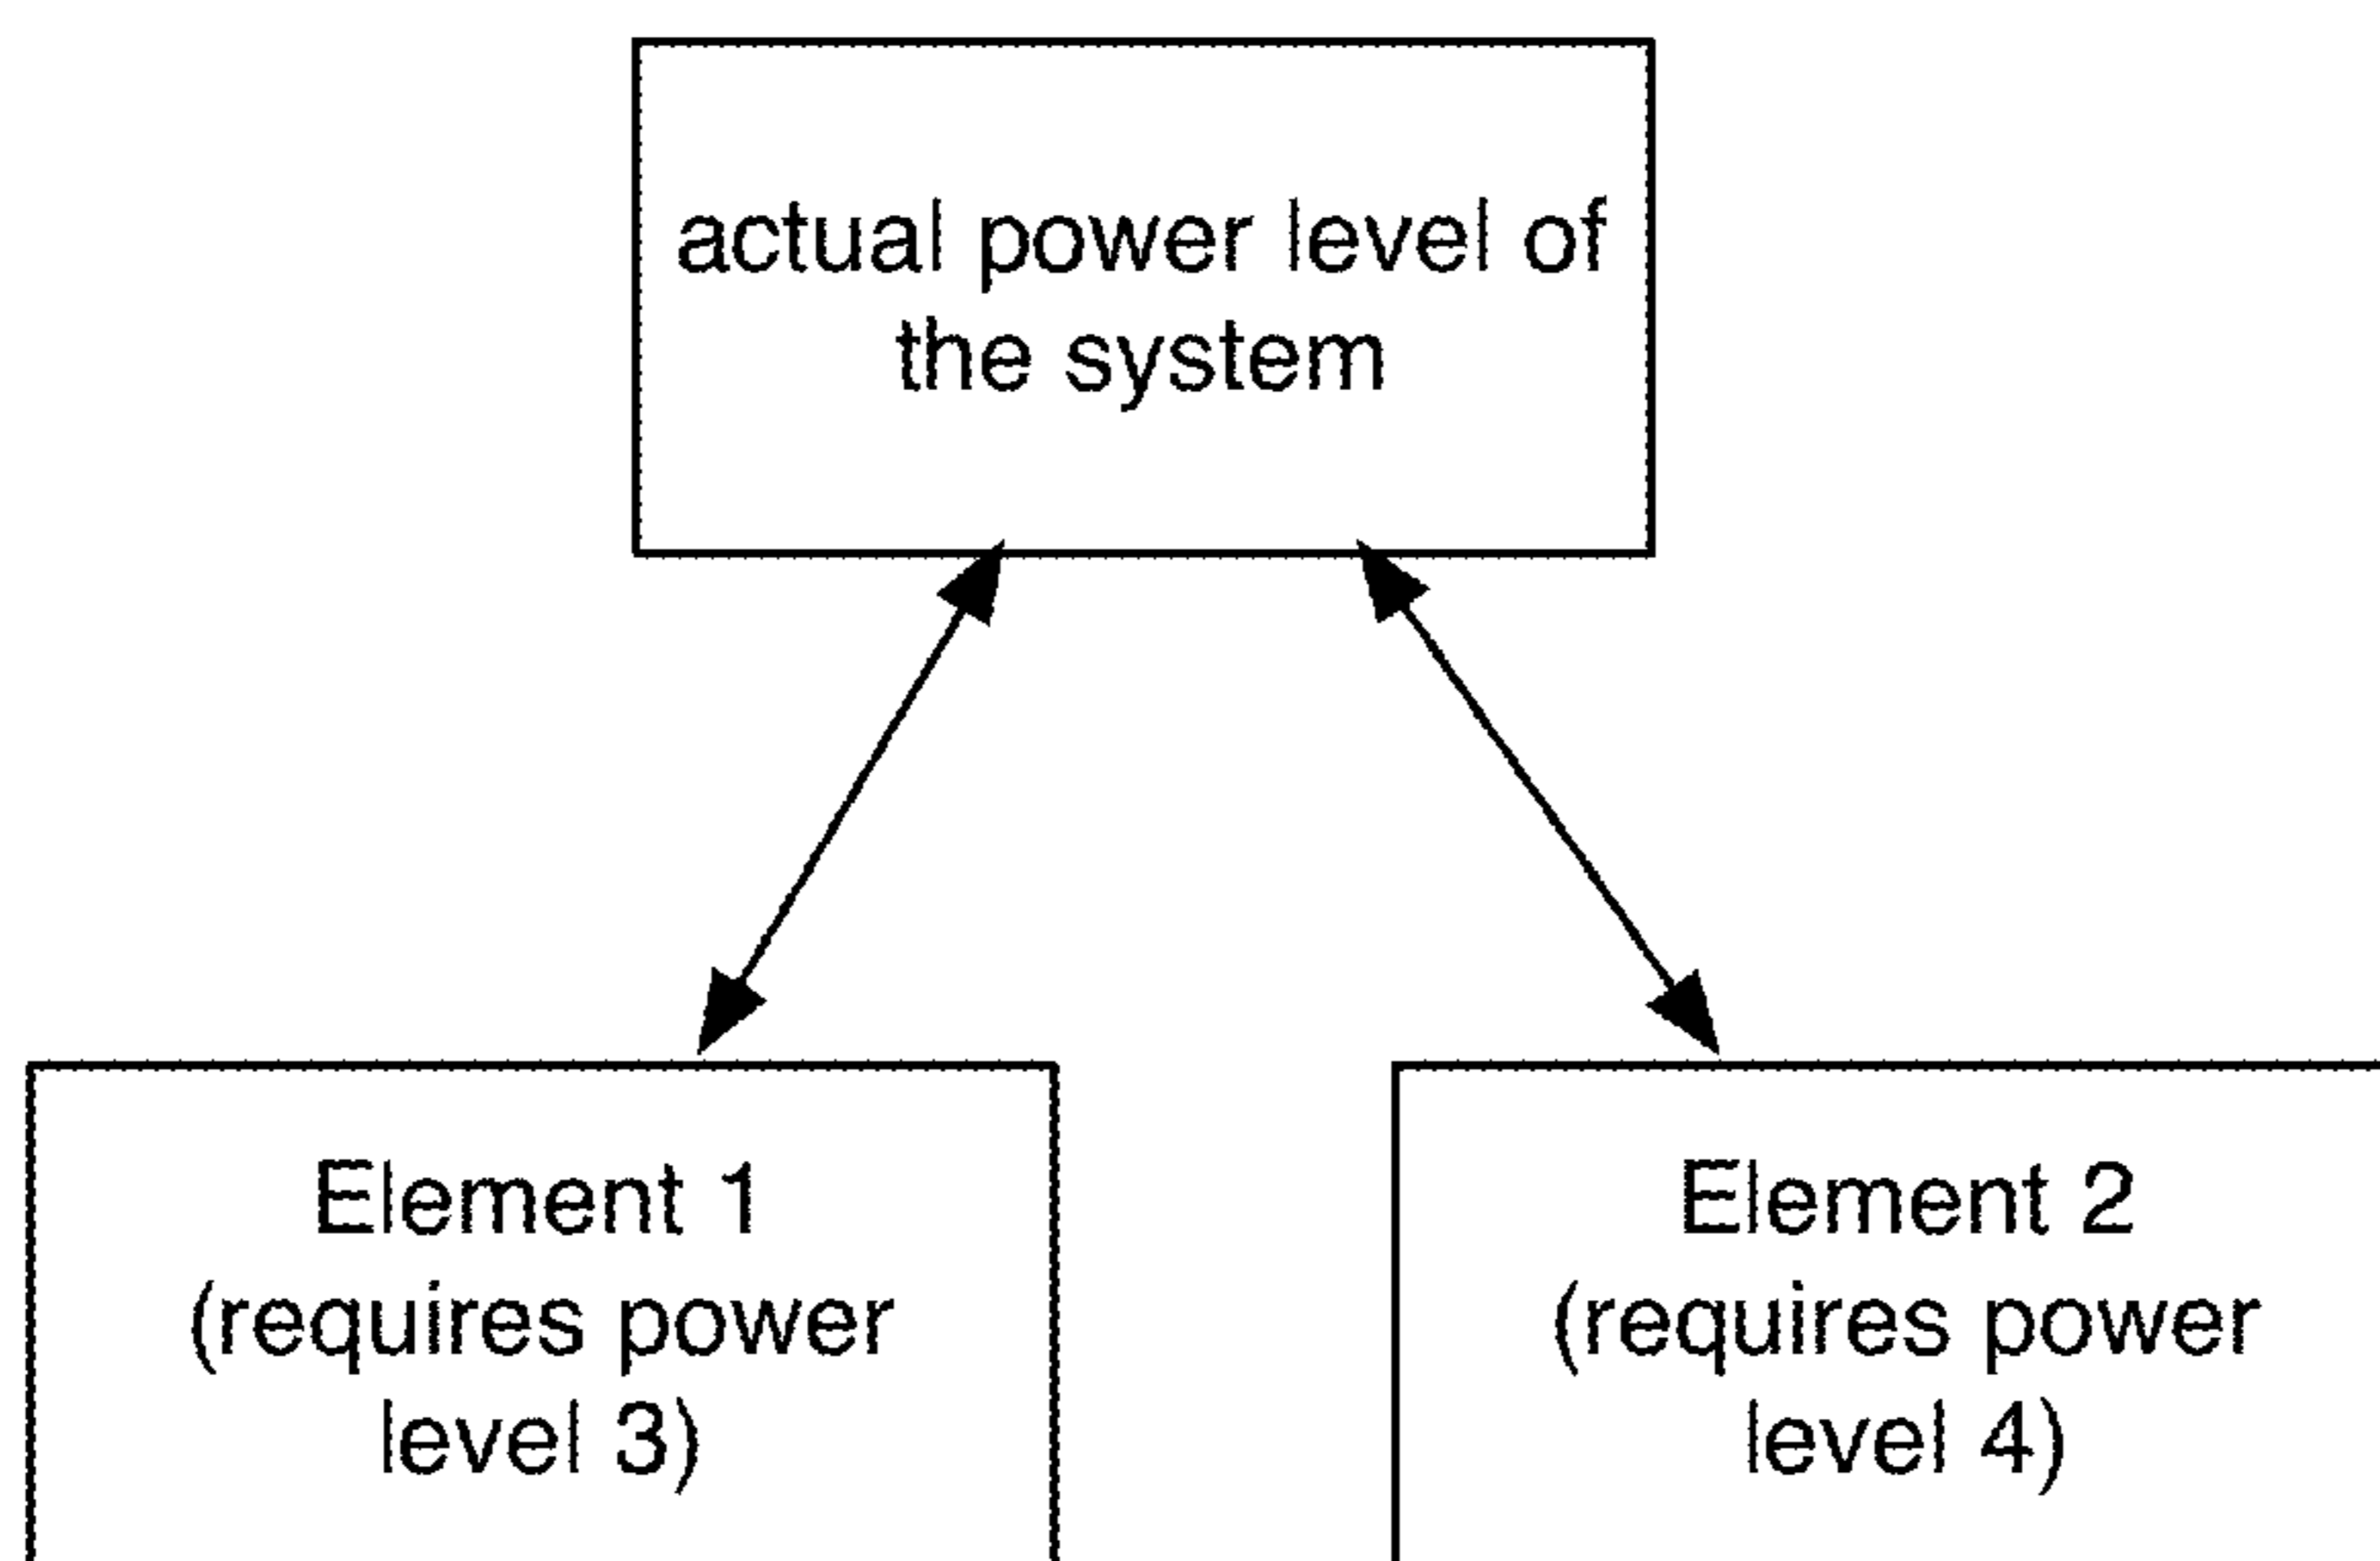 actual power level of
the system
Element 1
(requires power
level 3)
Element 2
(requires power
level 4)